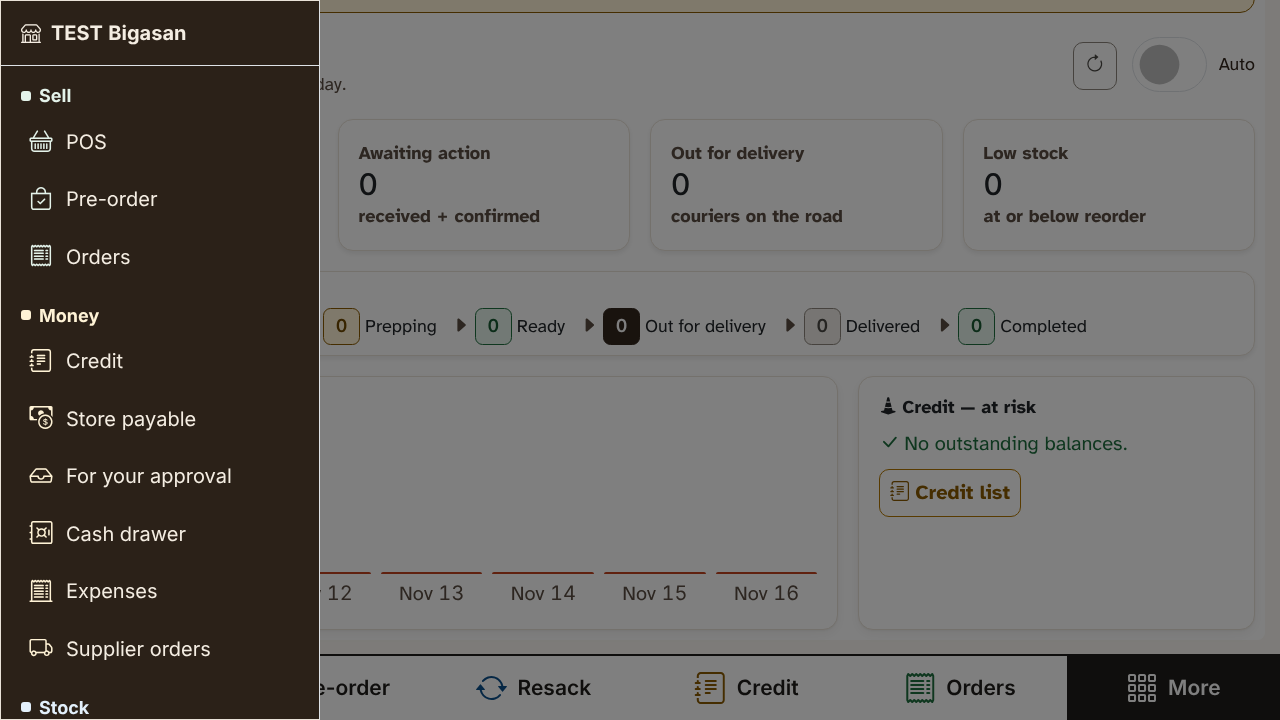 TEST Bigasan
Sell
POS
Pre-order
Orders
Money
Credit
Store payable
For your approval
Cash drawer
Expenses
Supplier orders
Stock
day.
Auto
Awaiting action
0
received + confirmed
Out for delivery
0
couriers on the road
Low stock
0
at or below reorder
0 Prepping
0 Ready
0 Out for delivery
0 Delivered
0 Completed
12 Nov 13 Nov 14 Nov 15 Nov 16
Credit — at risk
No outstanding balances.
Credit list
e-order
Resack
Credit
Orders
More